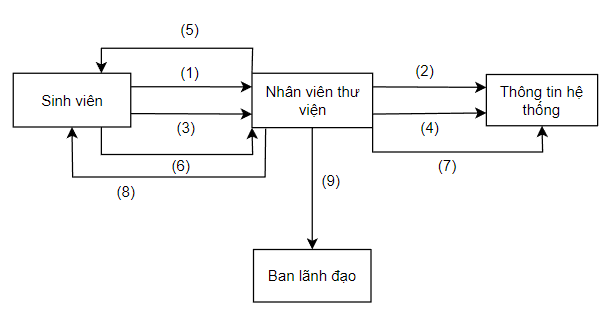 (5)
(1)
(2)
Sinh viên
Nhân viên thư
viện
Thông tin hệ
thống
(3)
(4)
(6)
(7)
(8)
(9)
Ban lãnh đạo